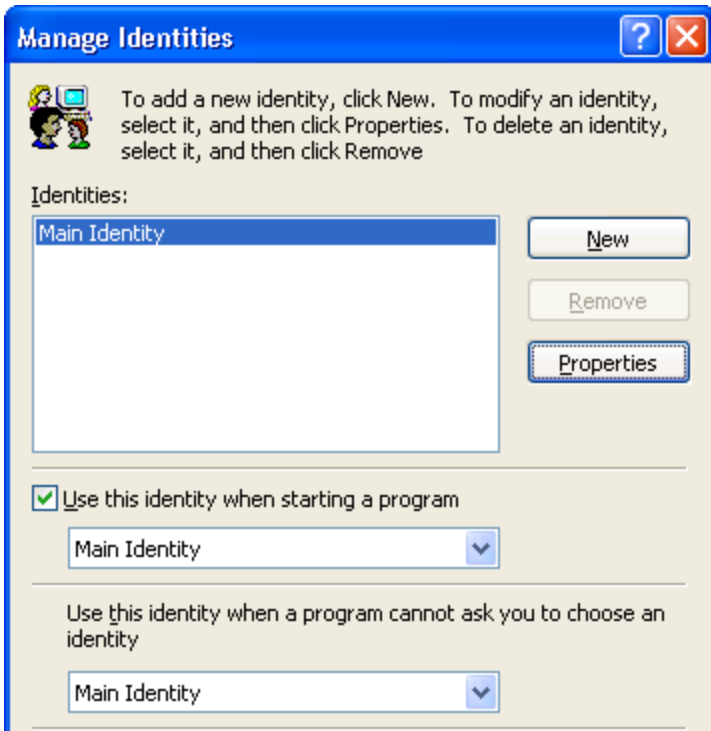 Manage Identities
To add a new identity, click New. To modify an identity,
select it, and then click Properties. To delete an identity,
select it, and then click Remove
Identities:
Main Identity
New
Remove
Properties
Use this identity when starting a program
Main Identity
Use this identity when a program cannot ask you to choose an
identity
Main Identity